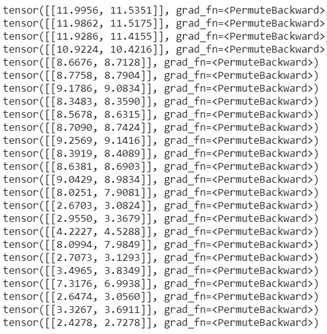 tensor([[11.9956, 11.5351]], grad_fn=<PermuteBackward>
tensor([[11.9862, 11.5175]], grad_fn=<PermuteBackward>
tensor([[11.9286, 11.4155]], grad_fn=<PermuteBackward>
tensor([[10.9224, 10.4216]], grad_fn=<PermuteBackward>
tensor([[8.6676, 8.7128]], grad_fn=<PermuteBackward>)
tensor([[8.7758, 8.7904]], grad_fn=<PermuteBackward>)
tensor([[9.1786, 9.0834]], grad_fn=<PermuteBackward>)
tensor([[8.3483, 8.3590]], grad_fn=<PermuteBackward>)
tensor([[8.5678, 8.6315]], grad_fn=<PermuteBackward>)
tensor([[8.7090, 8.7424]], grad_fn=<PermuteBackward>)
tensor([[9.2569, 9.1416]], grad_fn=<PermuteBackward>)
tensor([[8.3919, 8.4089]], grad_fn=<PermuteBackward>)
tensor([[8.6381, 8.6903]], grad_fn=<PermuteBackward>)
tensor([[9.0429, 8.9834]], grad_fn=<PermuteBackward>)
tensor([[8.0251, 7.9081]], grad_fn=<PermuteBackward>)
tensor([[2.6703, 3.0824]], grad_fn=<PermuteBackward>)
tensor([[2.9550, 3.3679]], grad_fn=<PermuteBackward>)
tensor([[4.2227, 4.5288]], grad_fn=<PermuteBackward>)
tensor([[8.0994, 7.9849]], grad_fn=<PermuteBackward>)
tensor([[2.7073, 3.1293]], grad_fn=<PermuteBackward>)
tensor([[3.4965, 3.8349]], grad_fn=<PermuteBackward>)
tensor([[7.3176, 6.9938]], grad_fn=<PermuteBackward>)
tensor([[2.6474, 3.0560]], grad_fn=<PermuteBackward>)
tensor([[3.3267, 3.6911]], grad_fn=<PermuteBackward>)
tensor([[2.4278, 2.7278]], grad_fn=<PermuteBackward>)